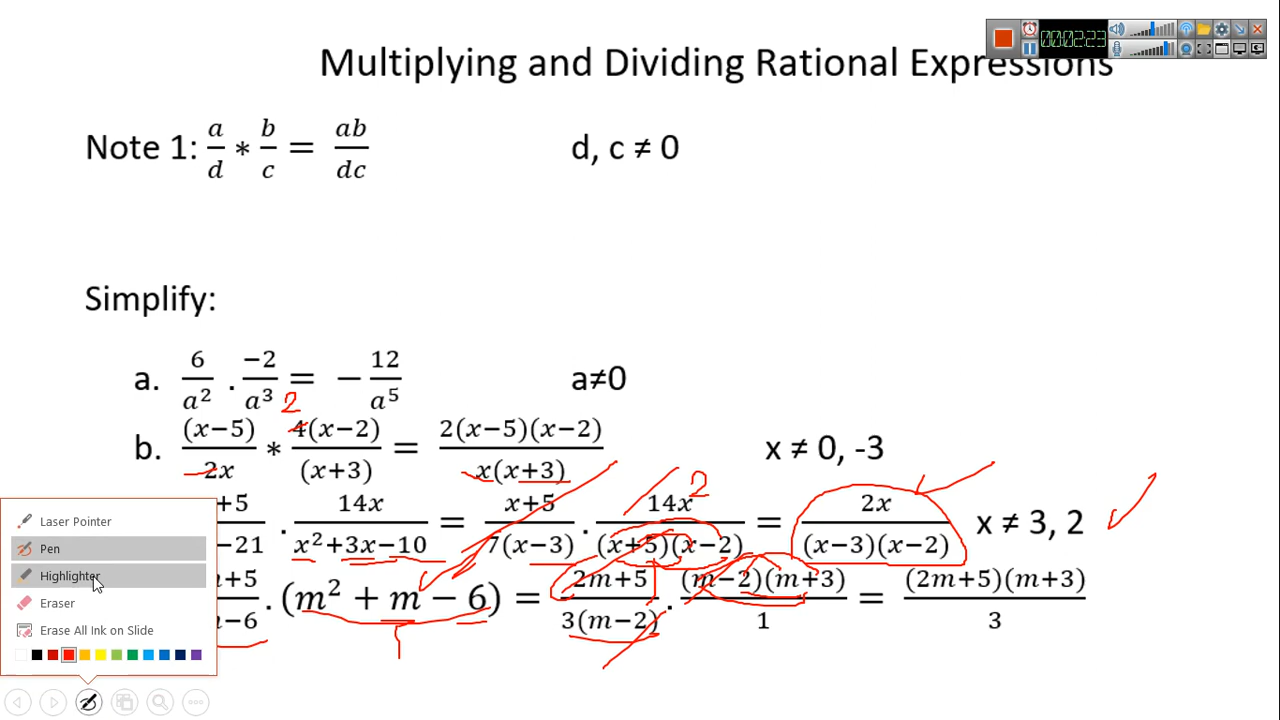 Multiplying and Dividing Rational Expressions
00:02:23
Note 1: a/d * b/c = ab/dc d, c ≠ 0
Simplify:
a. 6/a² . −2/a³ = − 12/a⁵ a≠0
2
b. (x−5)/2x * 4(x−2)/(x+3) = 2(x−5)(x−2)/x(x+3) x ≠ 0, -3
2
+5/−21 . 14x/x²+3x−10 = x+5/7(x−3) . 14x/(x+5)(x−2) = 2x/(x−3)(x−2) x ≠ 3, 2
+5/−6 . (m² + m − 6) = 2m+5/3(m−2) . (m−2)(m+3)/1 = (2m+5)(m+3)/3
Laser Pointer
Pen
Highlighter
Eraser
Erase All Ink on Slide